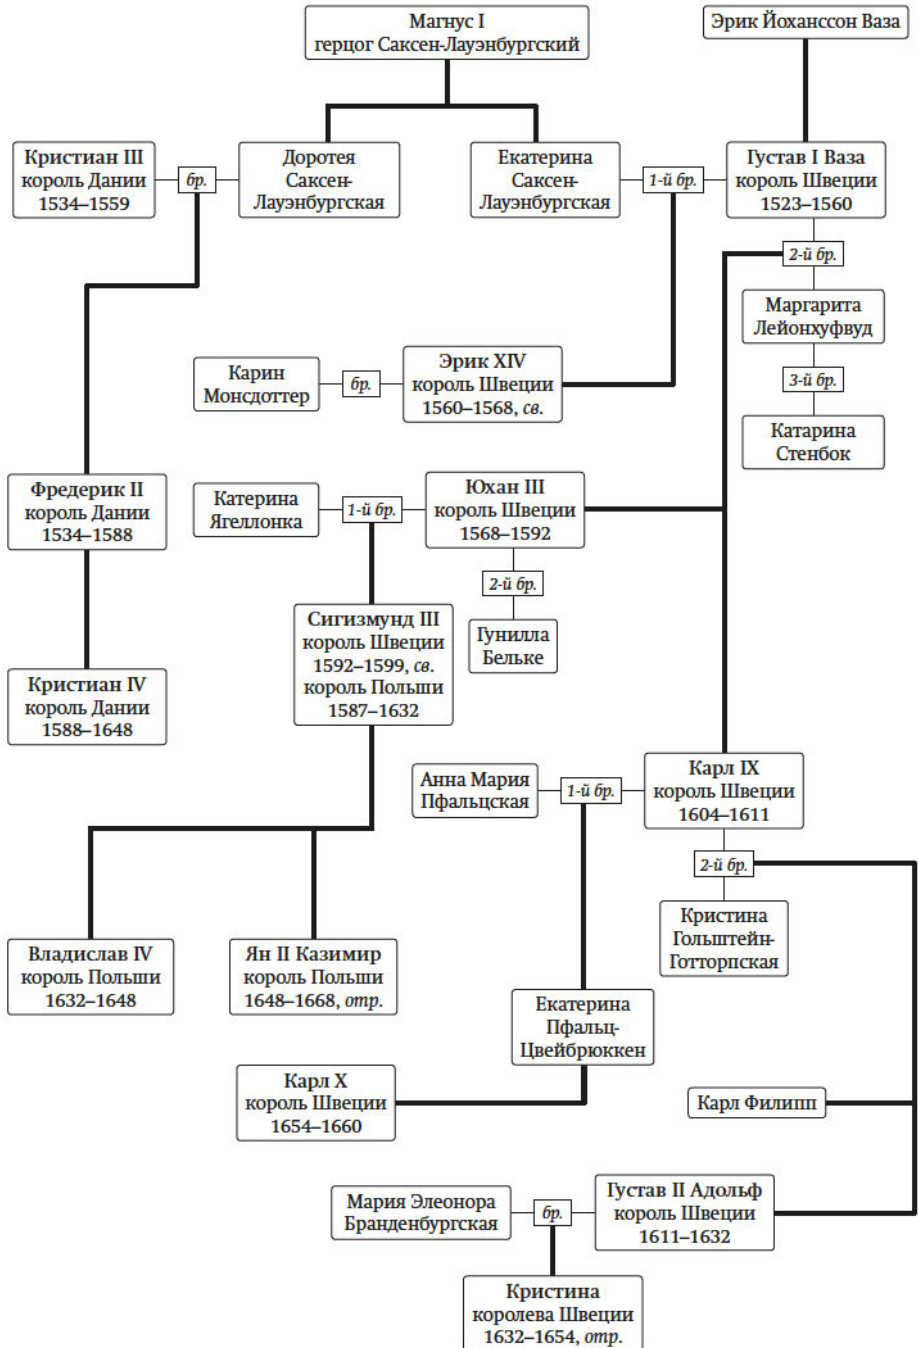 Магнус I
герцог Саксен-Лауэнбургский
Эрик Йоханссон Ваза
Кристиан III
король Дании
1534–1559
бр.
Доротея
Саксен-
Лауэнбургская
Екатерина
Саксен-
Лауэнбургская
1-й бр.
Густав I Ваза
король Швеции
1523–1560
2-й бр.
Маргарита
Лейонхуфвуд
3-й бр.
Катарина
Стенбок
Карин
Монсдоттер
бр.
Эрик XIV
король Швеции
1560–1568, св.
Фредерик II
король Дании
1534–1588
Катерина
Ягеллонка
1-й бр.
Юхан III
король Швеции
1568–1592
2-й бр.
Гунилла
Бельке
Сигизмунд III
король Швеции
1592–1599, св.
король Польши
1587–1632
Кристиан IV
король Дании
1588–1648
Анна Мария
Пфальцская
1-й бр.
Карл IX
король Швеции
1604–1611
2-й бр.
Кристина
Гольштейн-
Готторпская
Владислав IV
король Польши
1632–1648
Ян II Казимир
король Польши
1648–1668, отр.
Екатерина
Пфальц-
Цвейбрюккен
Карл X
король Швеции
1654–1660
Карл Филипп
Мария Элеонора
Бранденбургская
бр.
Густав II Адольф
король Швеции
1611–1632
Кристина
королева Швеции
1632–1654, отр.